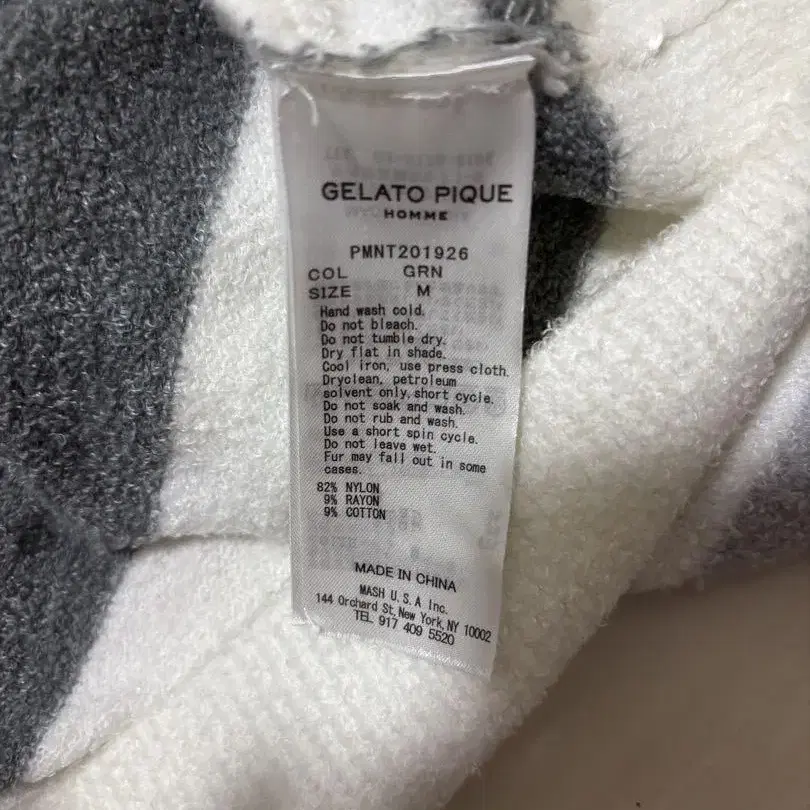 GELATO PIQUE
HOMME
PMNT201926
COL GRN
SIZE M
Hand wash cold.
Do not bleach.
Do not tumble dry.
Dry flat in shade.
Cool iron, use press cloth.
Dryclean, petroleum
solvent only, short cycle.
Do not soak and wash.
Do not rub and wash.
Use a short spin cycle.
Do not leave wet.
Fur may fall out in some
cases.
82% NYLON
9% RAYON
9% COTTON
MADE IN CHINA
MASH U.S.A Inc.
144 Orchard St, New York, NY 10002
TEL 917 409 5520